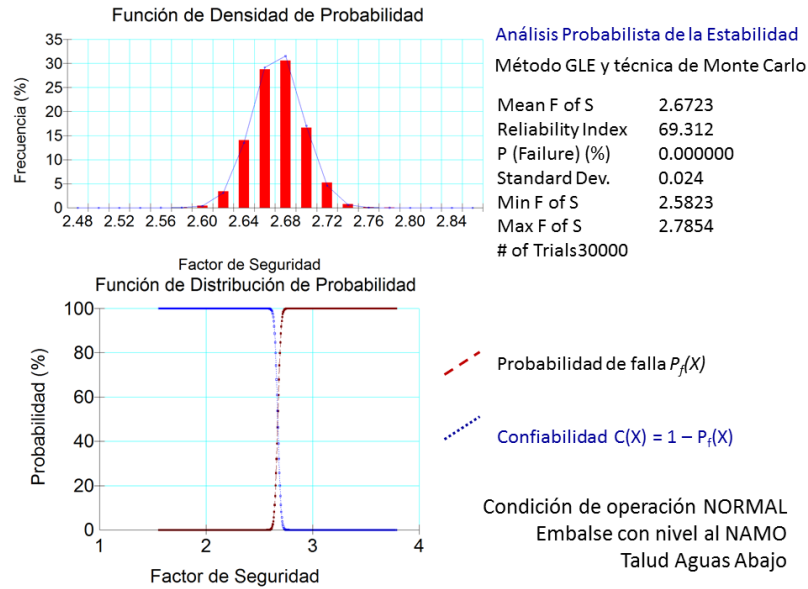 Función de Densidad de Probabilidad
35
30
25
20
15
10
5
0
Frecuencia (%)
2.48 2.52 2.56 2.60 2.64 2.68 2.72 2.76 2.80 2.84
Factor de Seguridad
Análisis Probabilista de la Estabilidad
Método GLE y técnica de Monte Carlo
Mean F of S 2.6723
Reliability Index 69.312
P (Failure) (%) 0.000000
Standard Dev. 0.024
Min F of S 2.5823
Max F of S 2.7854
# of Trials30000
Función de Distribución de Probabilidad
100
80
60
40
20
0
Probabilidad (%)
1 2 3 4
Factor de Seguridad
Probabilidad de falla Pf(X)
Confiabilidad C(X) = 1 – Pf(X)
Condición de operación NORMAL
Embalse con nivel al NAMO
Talud Aguas Abajo